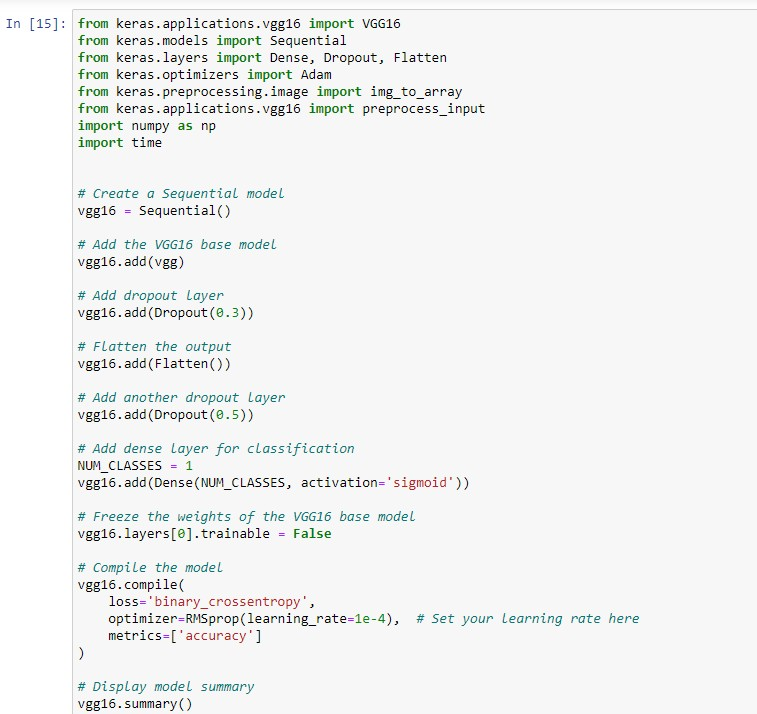 In [15]: from keras.applications.vgg16 import VGG16
from keras.models import Sequential
from keras.layers import Dense, Dropout, Flatten
from keras.optimizers import Adam
from keras.preprocessing.image import img_to_array
from keras.applications.vgg16 import preprocess_input
import numpy as np
import time
# Create a Sequential model
vgg16 = Sequential()
# Add the VGG16 base model
vgg16.add(vgg)
# Add dropout layer
vgg16.add(Dropout(0.3))
# Flatten the output
vgg16.add(Flatten())
# Add another dropout layer
vgg16.add(Dropout(0.5))
# Add dense layer for classification
NUM_CLASSES = 1
vgg16.add(Dense(NUM_CLASSES, activation='sigmoid'))
# Freeze the weights of the VGG16 base model
vgg16.layers[0].trainable = False
# Compile the model
vgg16.compile(
    loss='binary_crossentropy',
    optimizer=RMSprop(learning_rate=1e-4),  # Set your learning rate here
    metrics=['accuracy']
)
# Display model summary
vgg16.summary()